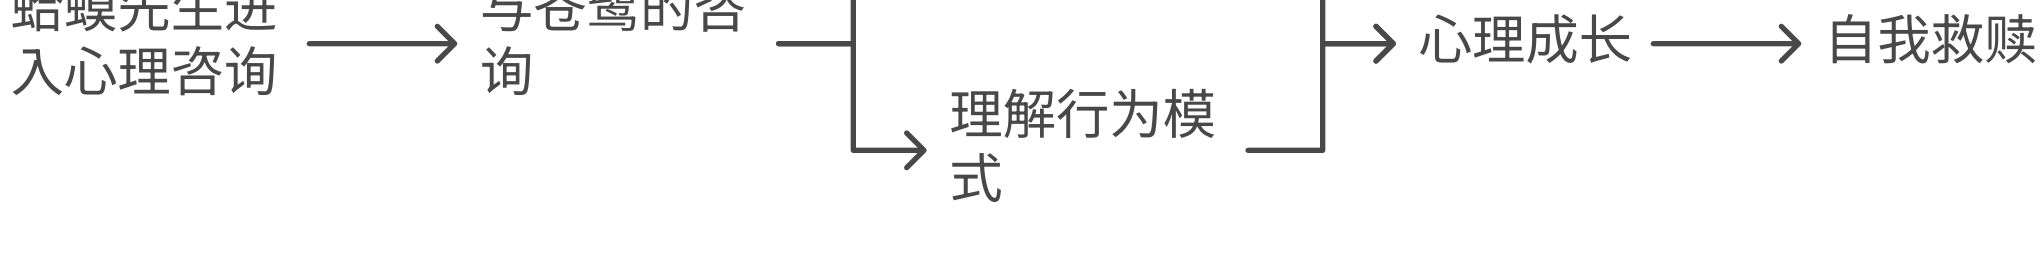 蛤蟆先生进
入心理咨询
与苍鹭的咨
询
理解行为模
式
心理成长
自我救赎